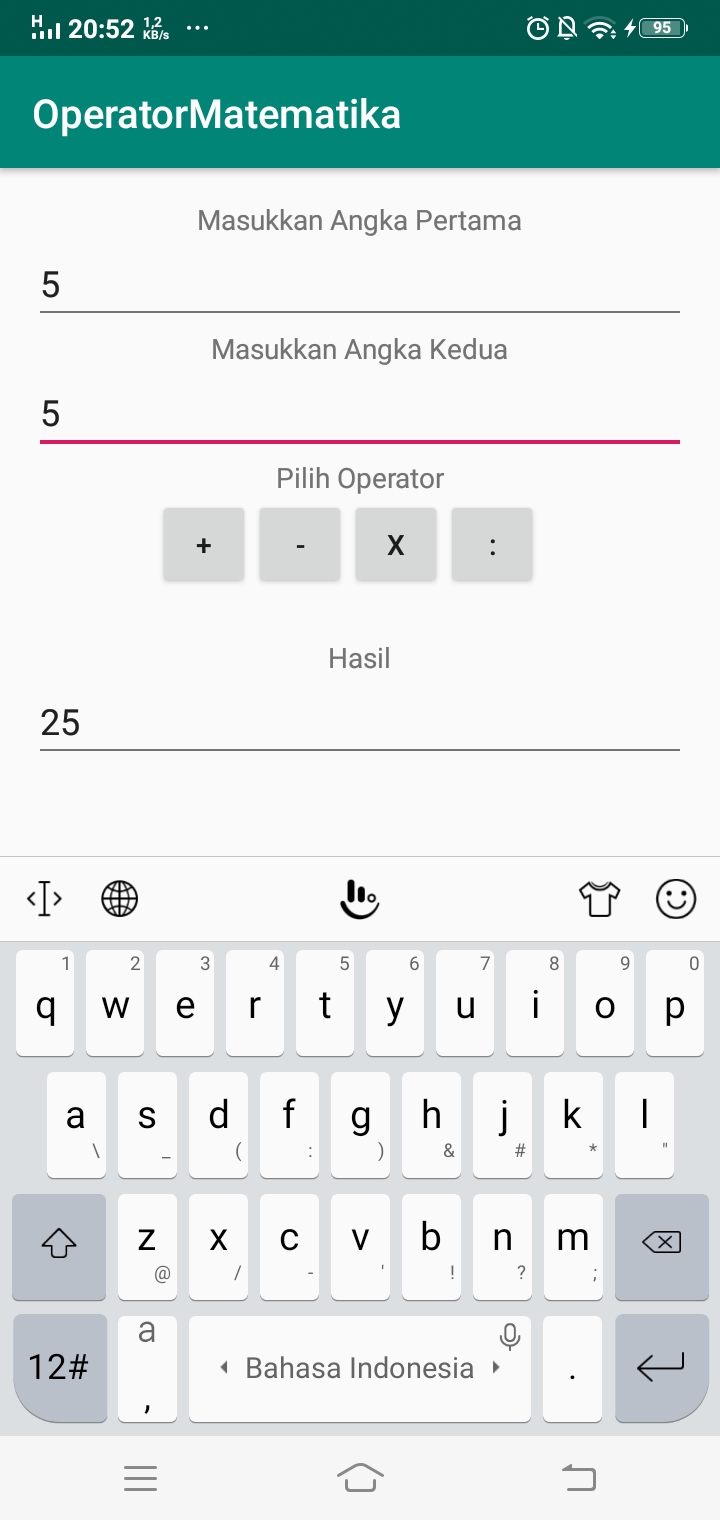 H 20:52 1,2 KB/s ... 95
OperatorMatematika
Masukkan Angka Pertama
5
Masukkan Angka Kedua
5
Pilih Operator
+ - X :
Hasil
25
1 2 3 4 5 6 7 8 9 0
q w e r t y u i o p
a s d f g h j k l
\ _ ( : ) & # * "
z x c v b n m
@ / - ' ! ? ;
12# a , Bahasa Indonesia .